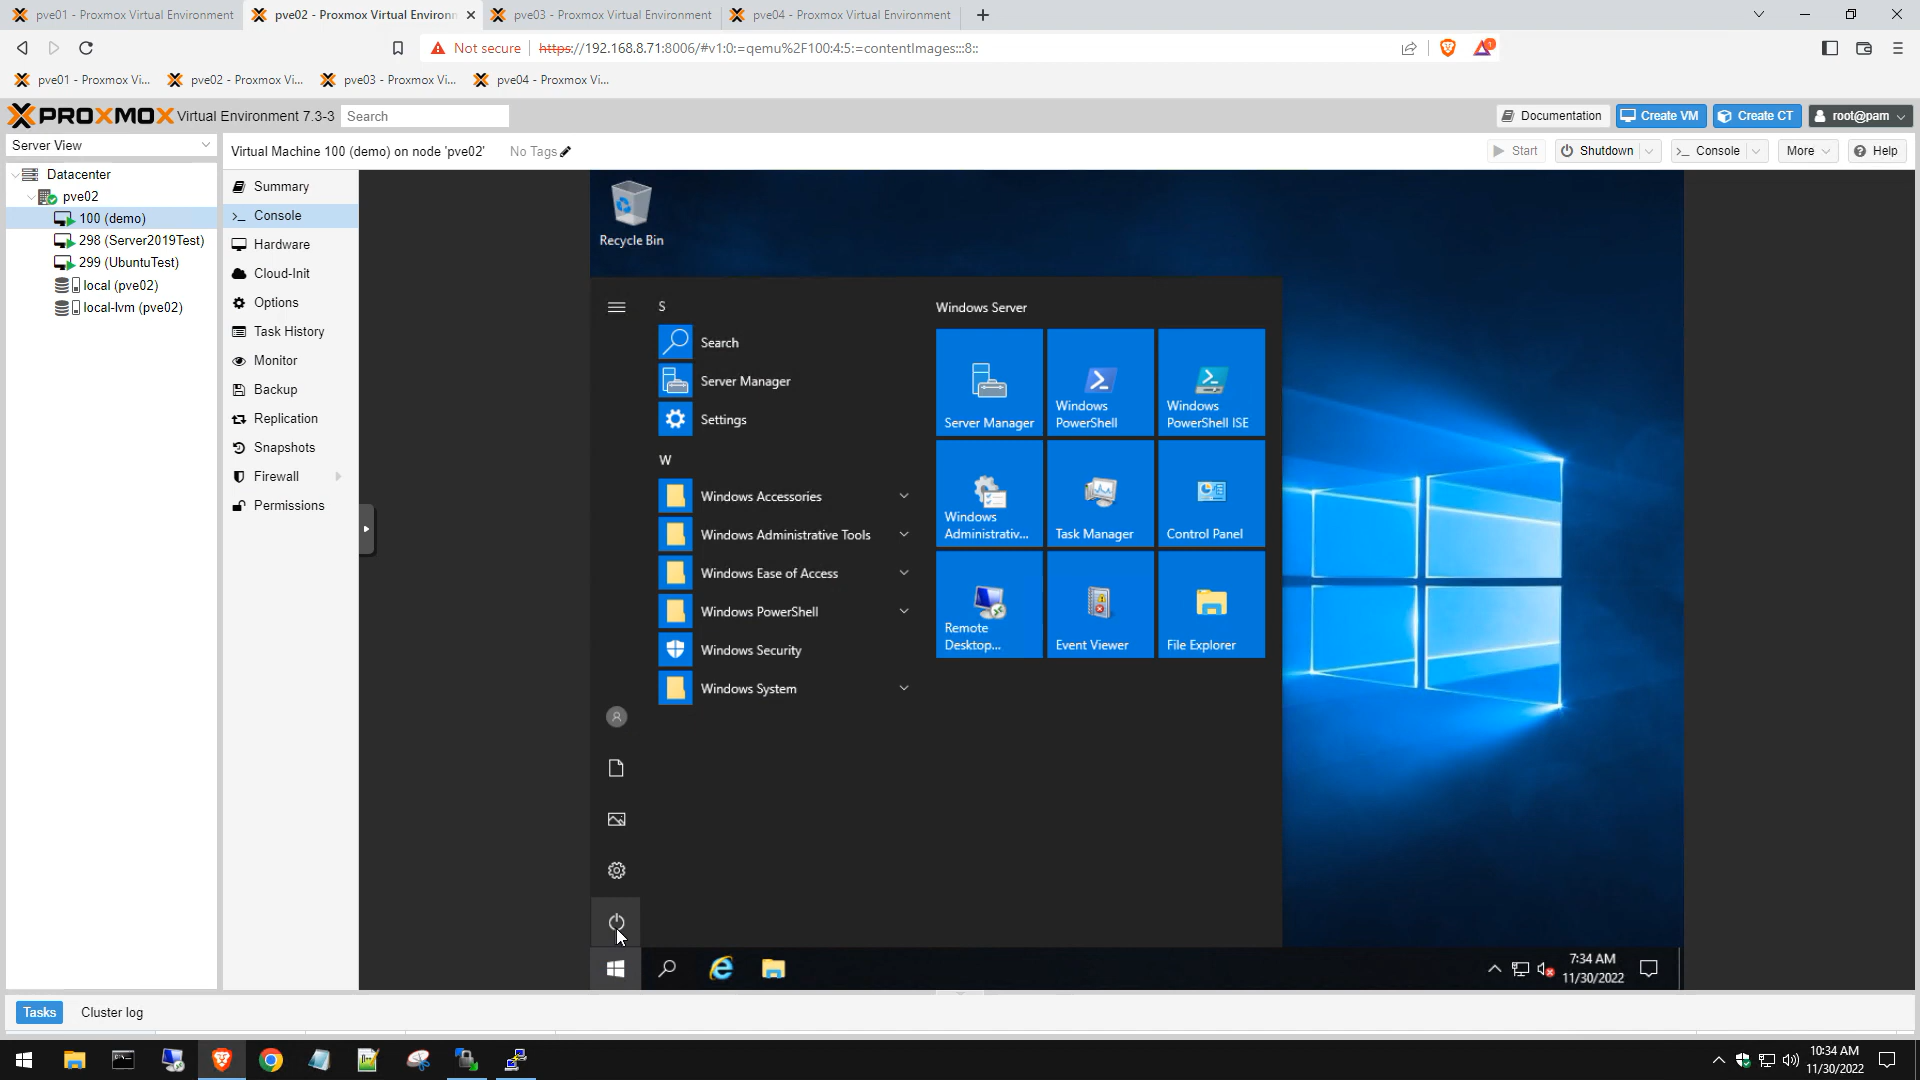 pve01 - Proxmox Virtual Environment
pve02 - Proxmox Virtual Environn
pve03 - Proxmox Virtual Environment
pve04 - Proxmox Virtual Environment
Not secure
https://192.168.8.71:8006/#v1:0:=qemu%2F100:4:5:=contentImages:::8::
1
pve01 - Proxmox Vi...
pve02 - Proxmox Vi...
pve03 - Proxmox Vi...
pve04 - Proxmox Vi...
PROXMOX Virtual Environment 7.3-3
Search
Documentation
Create VM
Create CT
root@pam
Server View
Virtual Machine 100 (demo) on node 'pve02'
No Tags
Start
Shutdown
Console
More
Help
Datacenter
pve02
100 (demo)
298 (Server2019Test)
299 (UbuntuTest)
local (pve02)
local-lvm (pve02)
Summary
Console
Hardware
Cloud-Init
Options
Task History
Monitor
Backup
Replication
Snapshots
Firewall
Permissions
Recycle Bin
S
Search
Server Manager
Settings
W
Windows Accessories
Windows Administrative Tools
Windows Ease of Access
Windows PowerShell
Windows Security
Windows System
Windows Server
Server Manager
Windows
PowerShell
Windows
PowerShell ISE
Windows
Administrativ...
Task Manager
Control Panel
Remote
Desktop...
Event Viewer
File Explorer
7:34 AM
11/30/2022
Tasks
Cluster log
10:34 AM
11/30/2022